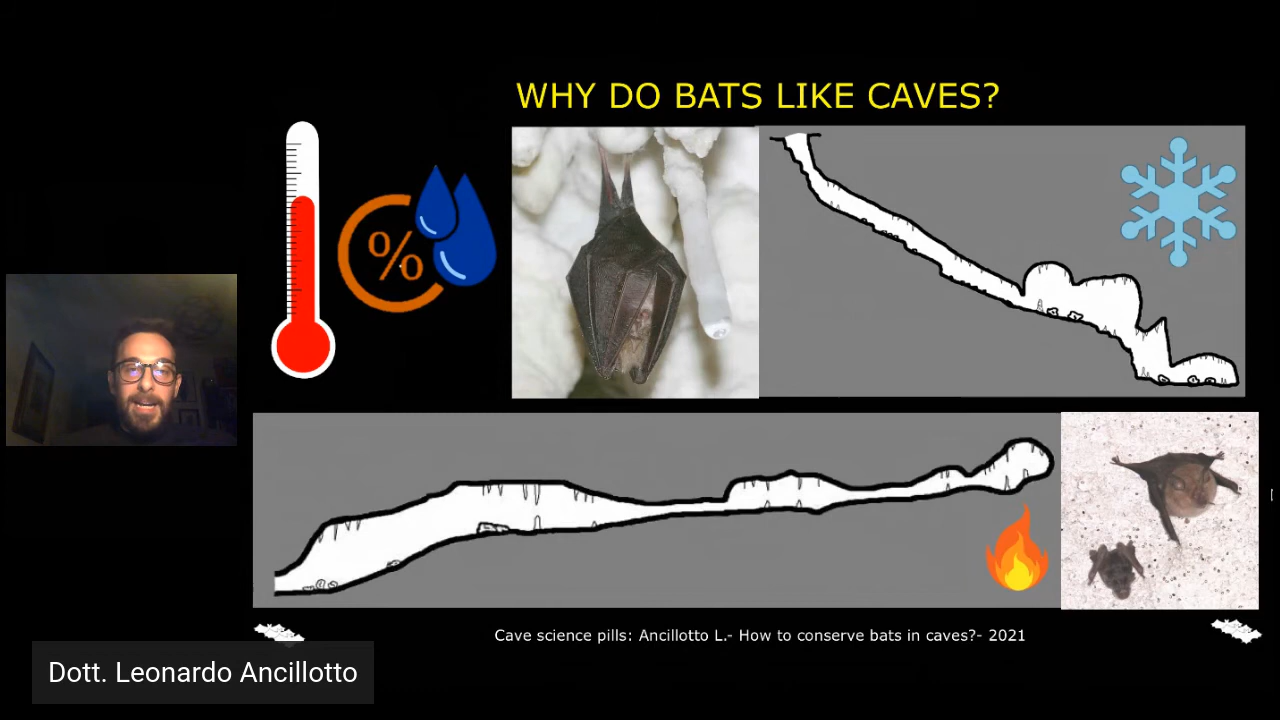 WHY DO BATS LIKE CAVES?
%
Cave science pills: Ancillotto L.- How to conserve bats in caves?- 2021
Dott. Leonardo Ancillotto